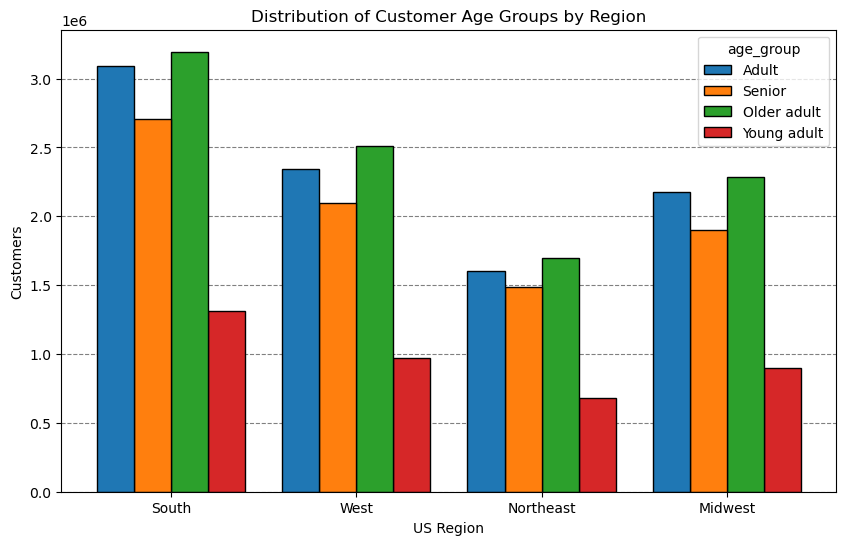 Distribution of Customer Age Groups by Region
1e6
3.0
2.5
2.0
1.5
1.0
0.5
0.0
Customers
age_group
Adult
Senior
Older adult
Young adult
South West Northeast Midwest
US Region